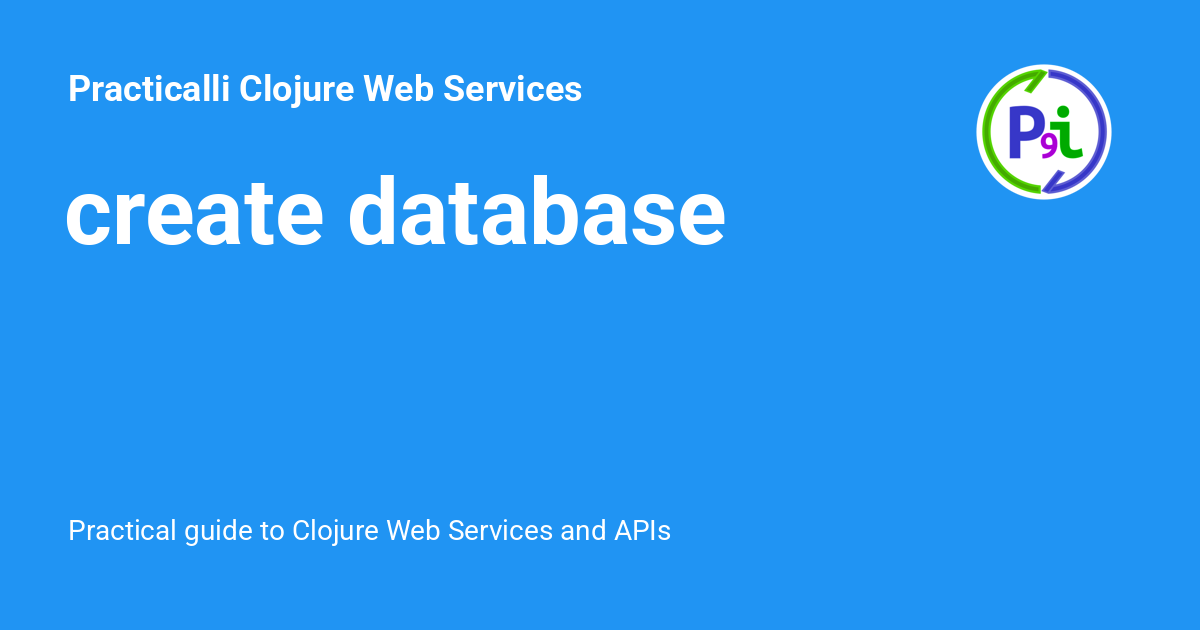 Practicalli Clojure Web Services
P9i
create database
Practical guide to Clojure Web Services and APIs